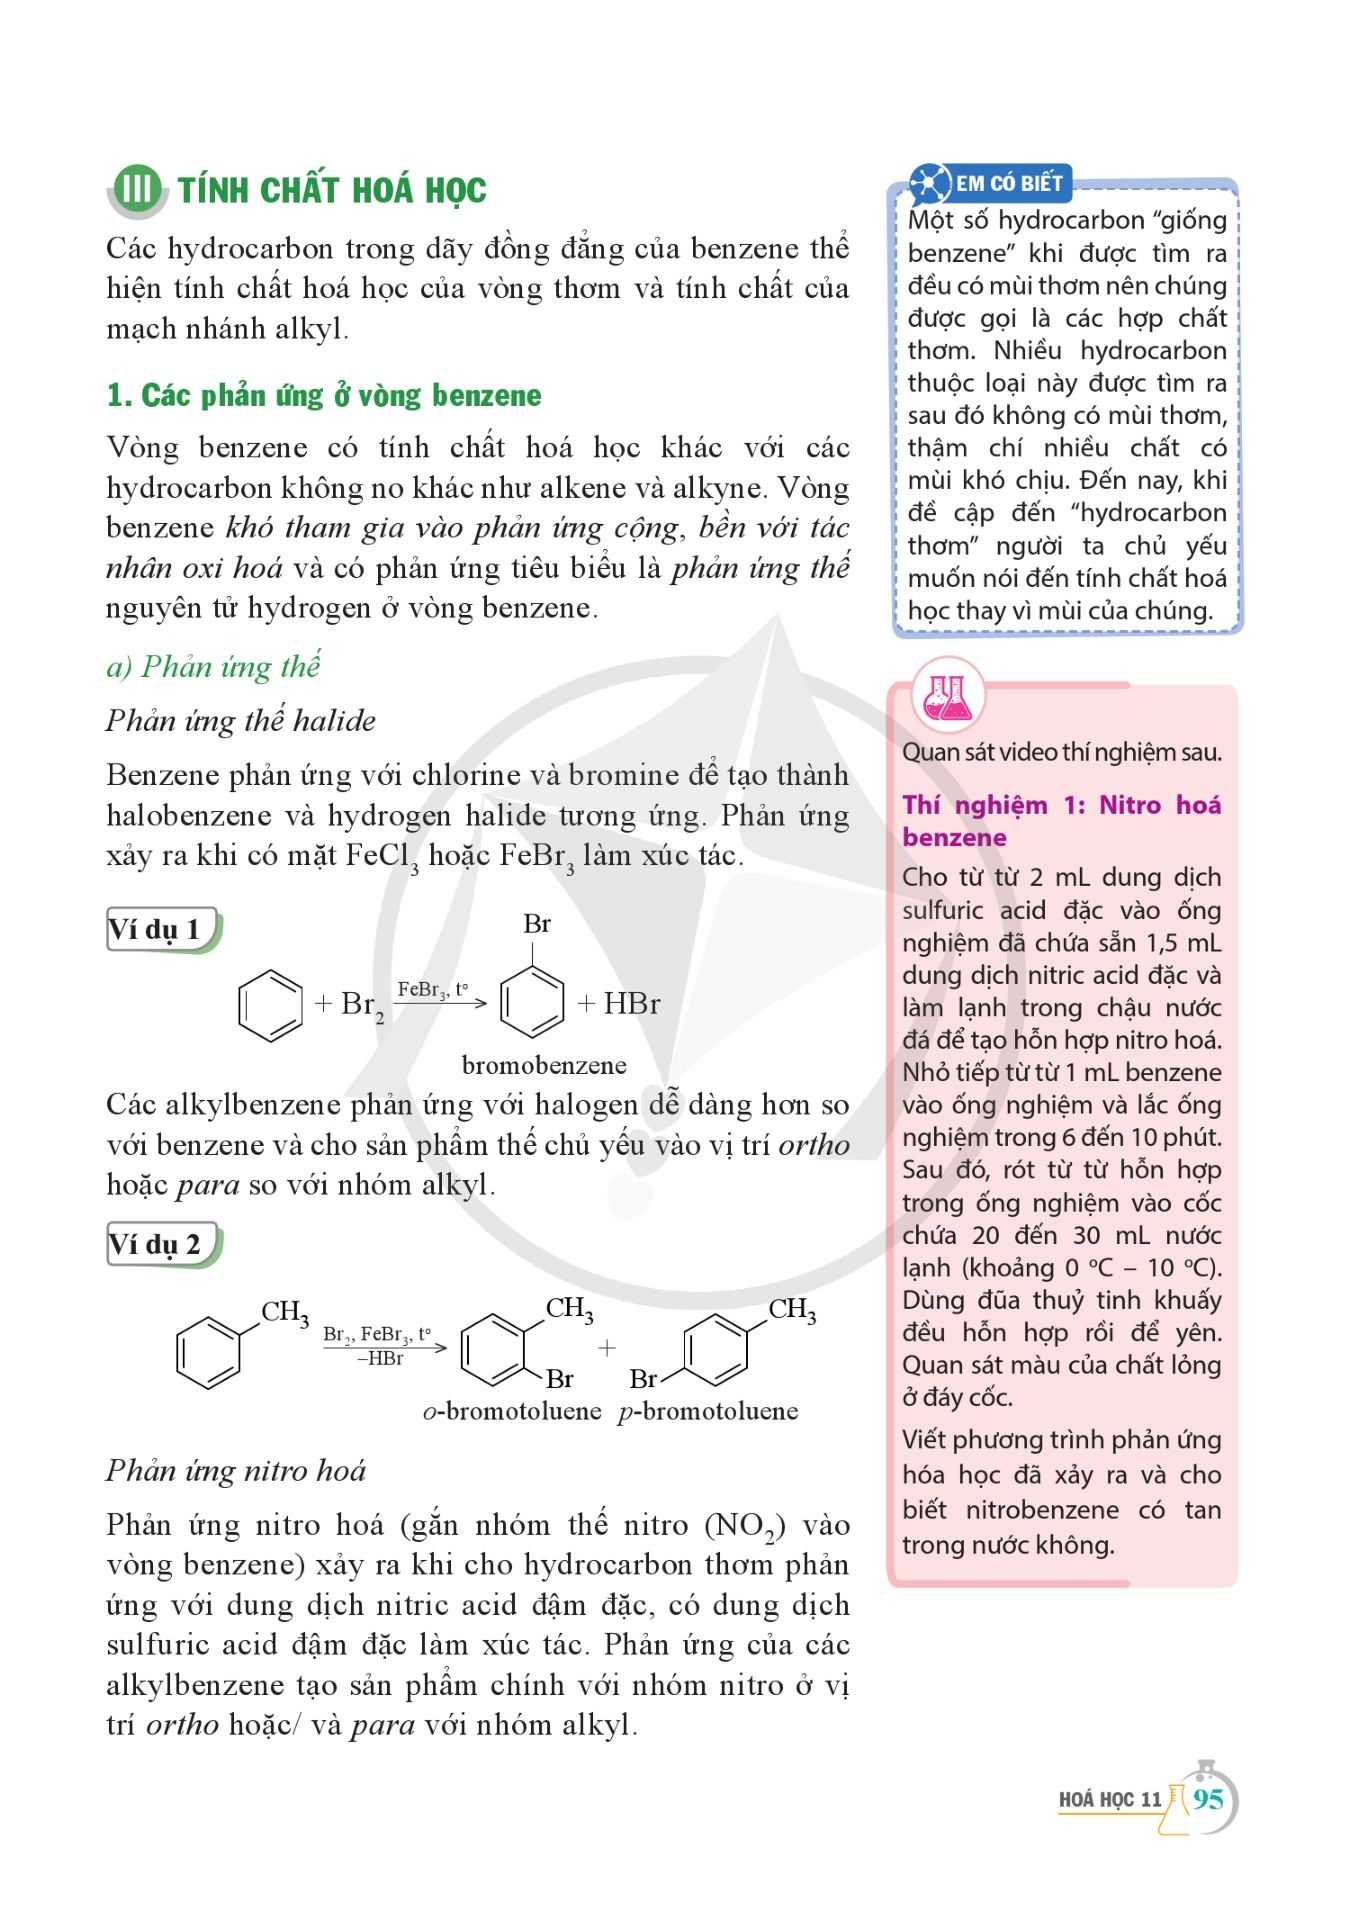 III TÍNH CHẤT HOÁ HỌC
Các hydrocarbon trong dãy đồng đẳng của benzene thể
hiện tính chất hoá học của vòng thơm và tính chất của
mạch nhánh alkyl.
1. Các phản ứng ở vòng benzene
Vòng benzene có tính chất hoá học khác với các
hydrocarbon không no khác như alkene và alkyne. Vòng
benzene khó tham gia vào phản ứng cộng, bền với tác
nhân oxi hoá và có phản ứng tiêu biểu là phản ứng thế
nguyên tử hydrogen ở vòng benzene.
a) Phản ứng thế
Phản ứng thế halide
Benzene phản ứng với chlorine và bromine để tạo thành
halobenzene và hydrogen halide tương ứng. Phản ứng
xảy ra khi có mặt FeCl₃ hoặc FeBr₃ làm xúc tác.
Ví dụ 1
Br
+ Br₂ FeBr₃, t° + HBr
bromobenzene
Các alkylbenzene phản ứng với halogen dễ dàng hơn so
với benzene và cho sản phẩm thế chủ yếu vào vị trí ortho
hoặc para so với nhóm alkyl.
Ví dụ 2
CH₃ CH₃ CH₃
Br₂, FeBr₃, t° +
–HBr
Br Br
o-bromotoluene p-bromotoluene
Phản ứng nitro hoá
Phản ứng nitro hoá (gắn nhóm thế nitro (NO₂) vào
vòng benzene) xảy ra khi cho hydrocarbon thơm phản
ứng với dung dịch nitric acid đậm đặc, có dung dịch
sulfuric acid đậm đặc làm xúc tác. Phản ứng của các
alkylbenzene tạo sản phẩm chính với nhóm nitro ở vị
trí ortho hoặc/ và para với nhóm alkyl.
EM CÓ BIẾT
Một số hydrocarbon “giống
benzene” khi được tìm ra
đều có mùi thơm nên chúng
được gọi là các hợp chất
thơm. Nhiều hydrocarbon
thuộc loại này được tìm ra
sau đó không có mùi thơm,
thậm chí nhiều chất có
mùi khó chịu. Đến nay, khi
đề cập đến “hydrocarbon
thơm” người ta chủ yếu
muốn nói đến tính chất hoá
học thay vì mùi của chúng.
Quan sát video thí nghiệm sau.
Thí nghiệm 1: Nitro hoá
benzene
Cho từ từ 2 mL dung dịch
sulfuric acid đặc vào ống
nghiệm đã chứa sẵn 1,5 mL
dung dịch nitric acid đặc và
làm lạnh trong chậu nước
đá để tạo hỗn hợp nitro hoá.
Nhỏ tiếp từ từ 1 mL benzene
vào ống nghiệm và lắc ống
nghiệm trong 6 đến 10 phút.
Sau đó, rót từ từ hỗn hợp
trong ống nghiệm vào cốc
chứa 20 đến 30 mL nước
lạnh (khoảng 0 ºC – 10 ºC).
Dùng đũa thuỷ tinh khuấy
đều hỗn hợp rồi để yên.
Quan sát màu của chất lỏng
ở đáy cốc.
Viết phương trình phản ứng
hóa học đã xảy ra và cho
biết nitrobenzene có tan
trong nước không.
HOÁ HỌC 11 95